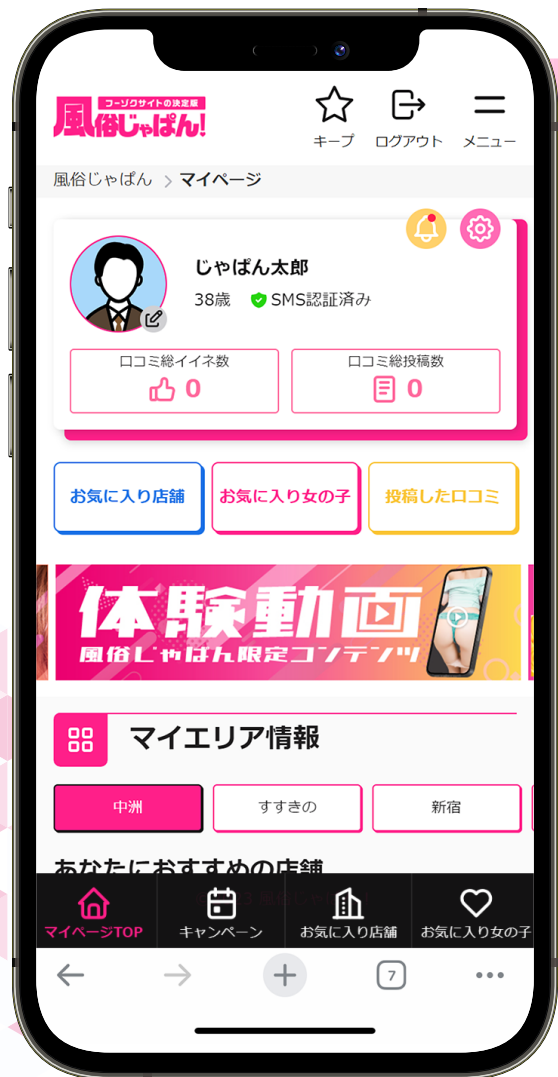 フーゾクサイトの決定版
風俗じゃぱん!
キープ
ログアウト
メニュー
風俗じゃぱん > マイページ
じゃぱん太郎
38歳 SMS認証済み
口コミ総イイネ数
0
口コミ総投稿数
0
お気に入り店舗
お気に入り女の子
投稿した口コミ
体験動画
風俗じゃぱん限定コンテンツ
マイエリア情報
中洲
すすきの
新宿
あなたにおすすめの店舗
マイページTOP
キャンペーン
お気に入り店舗
お気に入り女の子
7